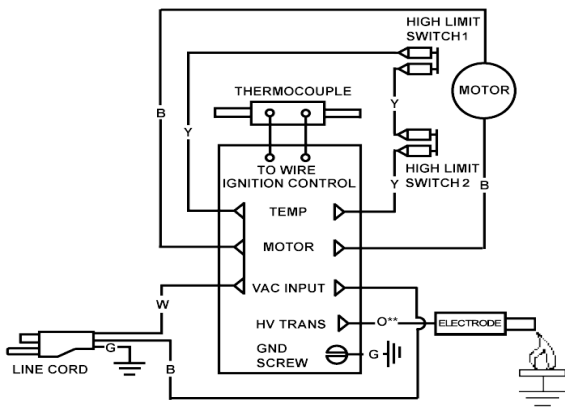 HIGH LIMIT
SWITCH 1
THERMOCOUPLE
MOTOR
B
Y
Y
TO WIRE
IGNITION CONTROL
HIGH LIMIT
SWITCH 2
Y
B
TEMP
MOTOR
VAC INPUT
W
HV TRANS
O**
ELECTRODE
G
LINE CORD
B
GND
SCREW
G